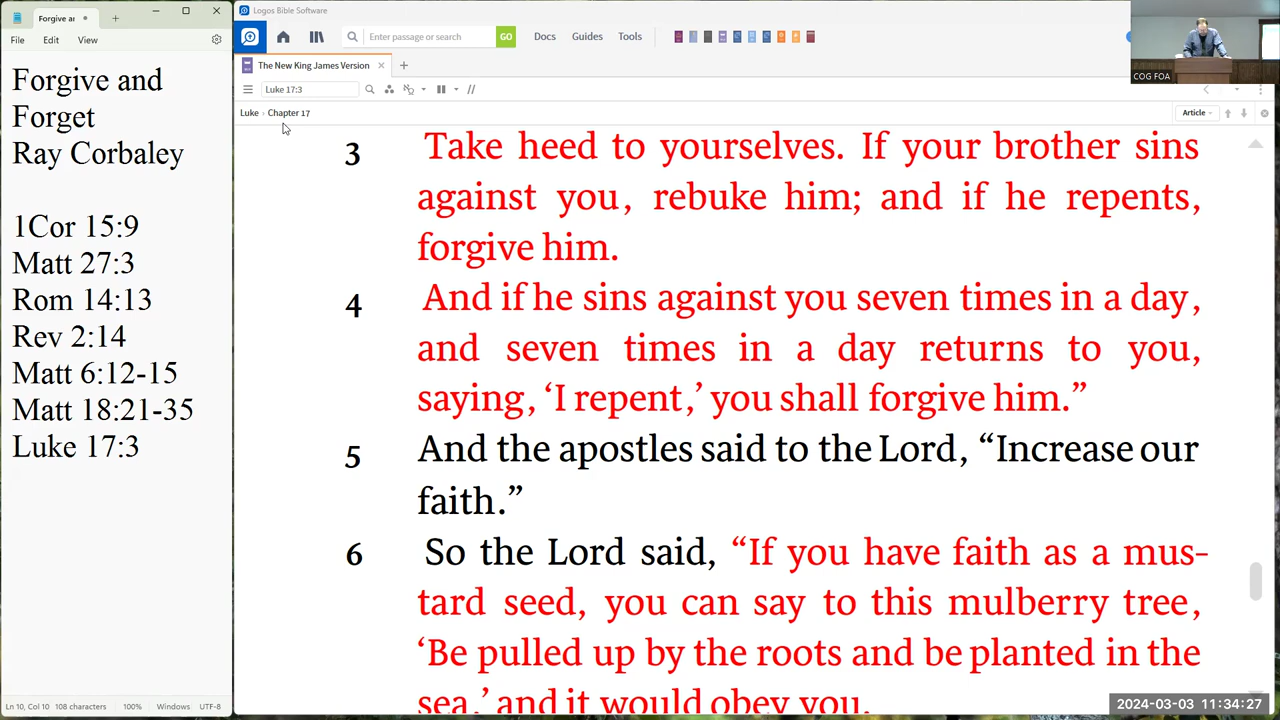 Forgive ar
File
Edit
View
Forgive and
Forget
Ray Corbaley
1Cor 15:9
Matt 27:3
Rom 14:13
Rev 2:14
Matt 6:12-15
Matt 18:21-35
Luke 17:3
Ln 10, Col 10
108 characters
100%
Windows
UTF-8
Logos Bible Software
Enter passage or search
GO
Docs
Guides
Tools
The New King James Version
Luke 17:3
Luke › Chapter 17
Article
COG FOA
3 Take heed to yourselves. If your brother sins
against you, rebuke him; and if he repents,
forgive him.
4 And if he sins against you seven times in a day,
and seven times in a day returns to you,
saying, ‘I repent,’ you shall forgive him.”
5 And the apostles said to the Lord, “Increase our
faith.”
6 So the Lord said, “If you have faith as a mus-
tard seed, you can say to this mulberry tree,
‘Be pulled up by the roots and be planted in the
sea,’ and it would obey you.
2024-03-03 11:34:27